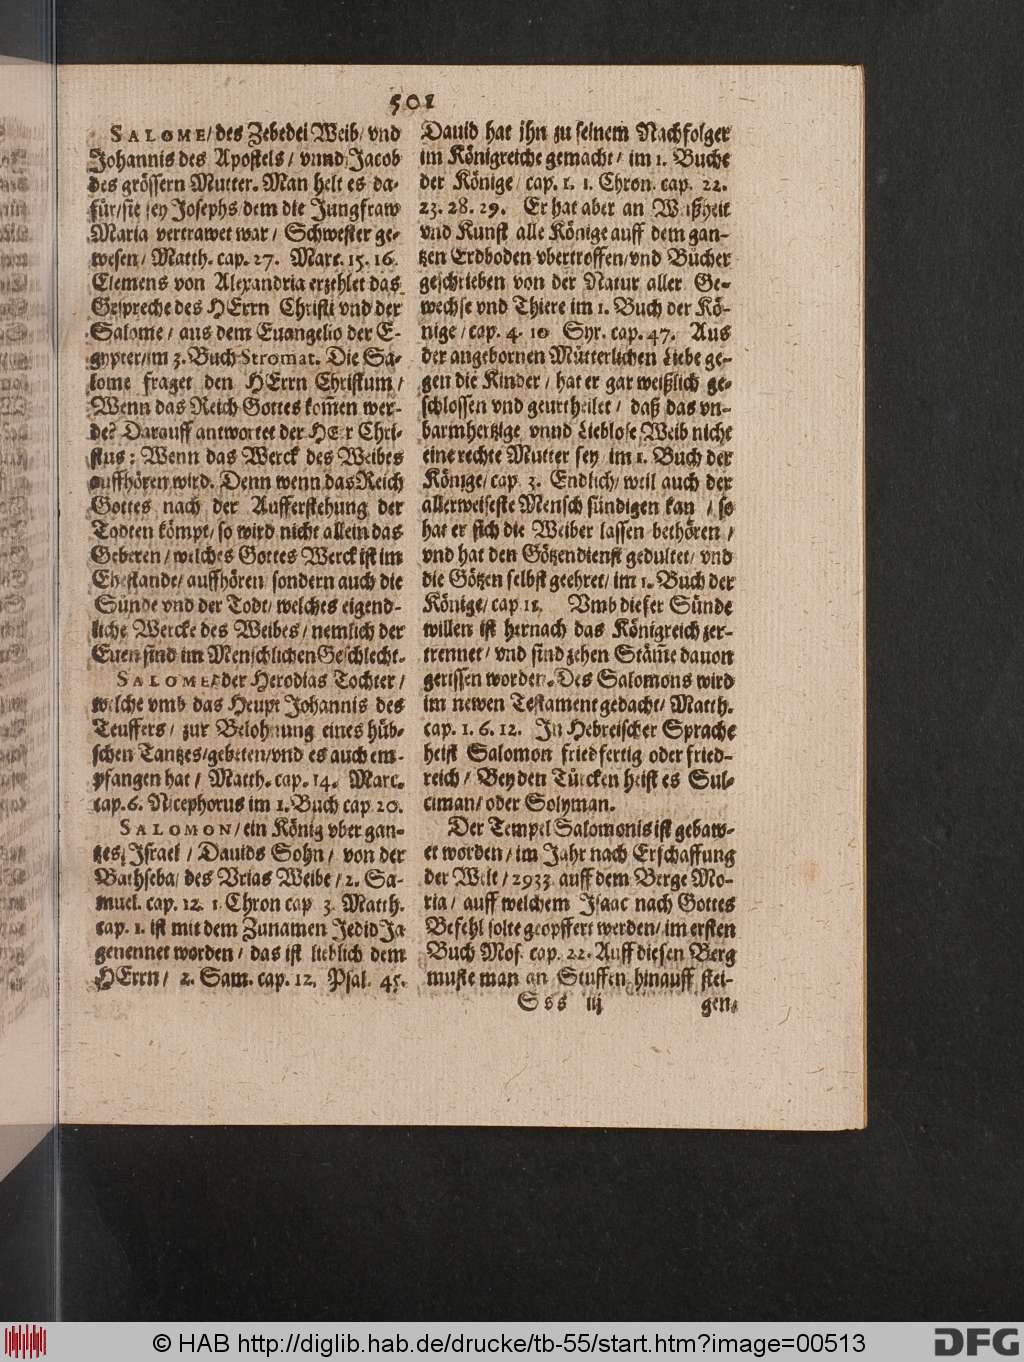 501
SALOME/des Zebedei Weib/vnd
Johannis des Apostels/vnnd Jacob
des grössern Mutter. Man helt es da-
für/sie sey Josephs dem die Jungfraw
Maria vertrawet war/Schwester ge-
wesen/Matth. cap. 27. Marc. 15. 16.
Clemens von Alexandria erzehlet das
Gespreche des HErrn Christi vnd der
Salome/aus dem Euangelio der E-
gypter/im 3. Buch Stromat. Die Sa-
lome fraget den HErrn Christum/
Wenn das Reich Gottes kom̃en wer-
de? Darauff antwortet der HErr Chri-
stus: Wenn das Werck des Weibes
auffhören wird. Denn wenn das Reich
Gottes nach der Aufferstehung der
Todten kömpt/so wird nicht allein das
Geberen/welches Gottes Werck ist im
Ehestande/auffhören sondern auch die
Sünde vnd der Todt/welches eigend-
liche Wercke des Weibes/nemlich der
Euen sind im Menschlichen Geschlecht.
SALOME/der Herodias Tochter/
welche vmb das Heupt Johannis des
Teuffers/zur Belohnung eines hüb-
schen Tantzes/gebeten/vnd es auch em-
pfangen hat/Matth. cap. 14. Marc.
cap. 6. Nicephorus im 1. Buch cap 20.
SALOMON/ein König vber gan-
tzes Israel/Dauids Sohn/von der
Bathseba/des Vrias Weibe/2. Sa-
muel. cap. 12. 1 Chron cap 3. Matth.
cap. 1. ist mit dem Zunamen Jedid Ja
genennet worden/das ist lieblich dem
HErrn/2. Sam. cap. 12. Psal. 45.
Dauid hat jhn zu seinem Nachfolger
im Königreiche gemacht/im 1. Buche
der Könige/cap. 1. 1. Chron. cap. 22.
23. 28. 29. Er hat aber an Weißheit
vnd Kunst alle Könige auff dem gan-
tzen Erdboden vbertroffen/vnd Bücher
geschrieben von der Natur aller Ge-
wechse vnd Thiere im 1. Buch der Kö-
nige/cap. 4. 10 Syr. cap. 47. Aus
der angebornen Mütterlichen Liebe ge-
gen die Kinder/hat er gar weißlich ge-
schlossen vnd geurtheilet/daß das vn-
barmhertzige vnnd Lieblose Weib nicht
eine rechte Mutter sey/im 1. Buch der
Könige/cap. 3. Endlich/weil auch der
allerweiseste Mensch sündigen kan/so
hat er sich die Weiber lassen bethören/
vnd hat den Götzendienst gedultet/vnd
die Götzen selbst geehret/im 1. Buch der
Könige/cap 11. Vmb dieser Sünde
willen ist hernach das Königreich zer-
trennet/vnd sind zehen Stäm̃e dauon
gerissen worden. Des Salomons wird
im newen Testament gedacht/Matth.
cap. 1. 6. 12. In Hebreischer Sprache
heist Salomon friedfertig oder fried-
reich/Bey den Türcken heist es Sul-
ciman/oder Solyman.
Der Tempel Salomonis ist gebaw-
et worden/im Jahr nach Erschaffung
der Welt/2933 auff dem Berge Mo-
ria/auff welchem Isaac nach Gottes
Befehl solte geopffert werden/im ersten
Buch Mos. cap. 22. Auff diesen Berg
muste man an Stuffen hinauff stei-
Sss iij
gen/
© HAB http://diglib.hab.de/drucke/tb-55/start.htm?image=00513
DFG